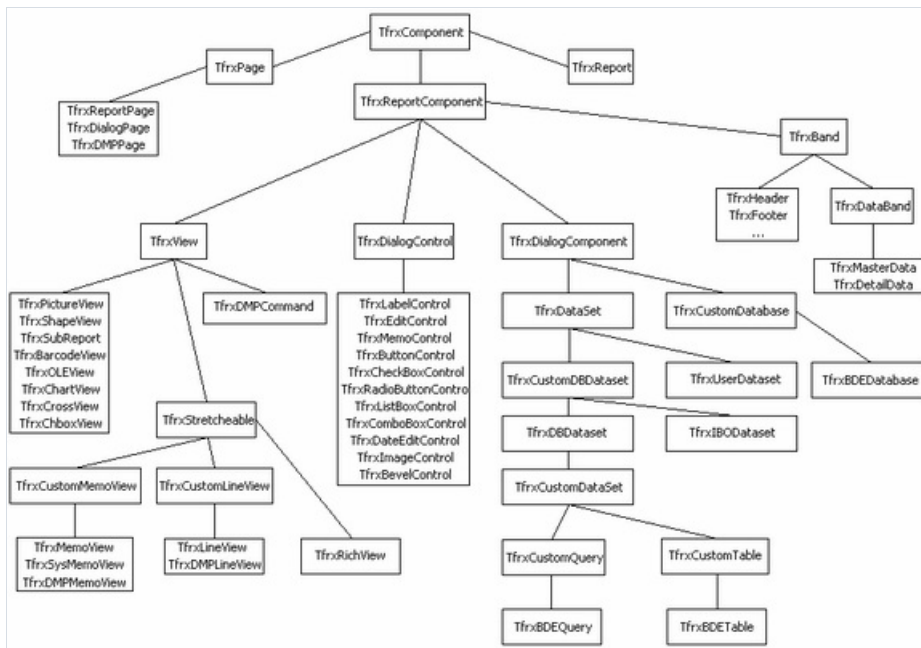 TfrxComponent
TfrxPage
TfrxReport
TfrxReportComponent
TfrxReportPage
TfrxDialogPage
TfrxDMPPage
TfrxBand
TfrxHeader
TfrxFooter
...
TfrxDataBand
TfrxMasterData
TfrxDetailData
TfrxView
TfrxDialogControl
TfrxDialogComponent
TfrxPictureView
TfrxShapeView
TfrxSubReport
TfrxBarcodeView
TfrxOLEView
TfrxChartView
TfrxCrossView
TfrxChboxView
TfrxDMPCommand
TfrxLabelControl
TfrxEditControl
TfrxMemoControl
TfrxButtonControl
TfrxCheckBoxControl
TfrxRadioButtonContro
TfrxListBoxControl
TfrxComboBoxControl
TfrxDateEditControl
TfrxImageControl
TfrxBevelControl
TfrxDataSet
TfrxCustomDatabase
TfrxCustomDBDataset
TfrxUserDataset
TfrxBDEDatabase
TfrxStretcheable
TfrxDBDataset
TfrxIBODataset
TfrxCustomMemoView
TfrxCustomLineView
TfrxCustomDataSet
TfrxMemoView
TfrxSysMemoView
TfrxDMPMemoView
TfrxLineView
TfrxDMPLineView
TfrxRichView
TfrxCustomQuery
TfrxCustomTable
TfrxBDEQuery
TfrxBDETable